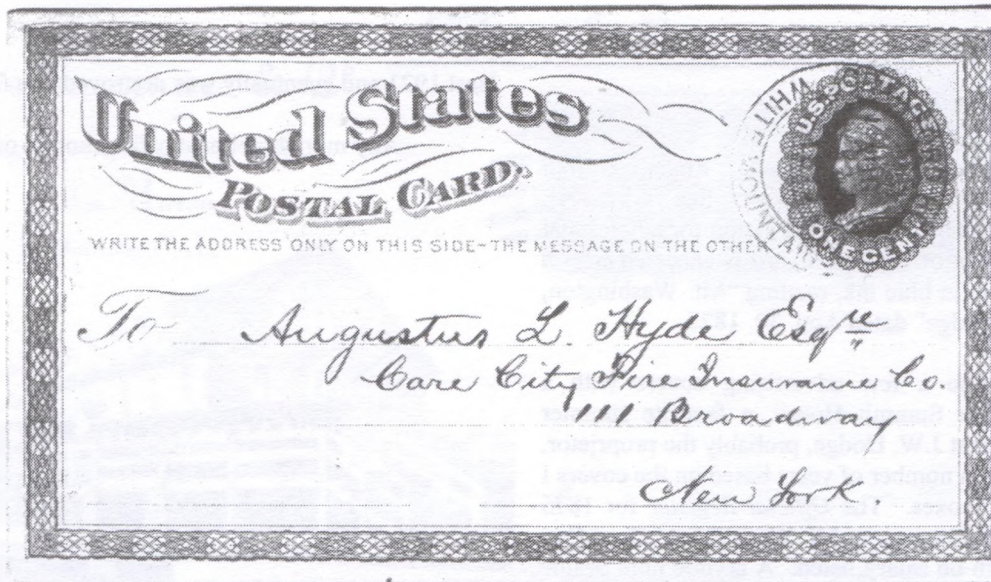 United States
POSTAL CARD.
WHITE MOUNTAIN
U.S. POSTAGE
ONE CENT
WRITE THE ADDRESS ONLY ON THIS SIDE-THE MESSAGE ON THE OTHER
To Augustus L. Hyde Esqre
Care City Fire Insurance Co.
111 Broadway
New York.